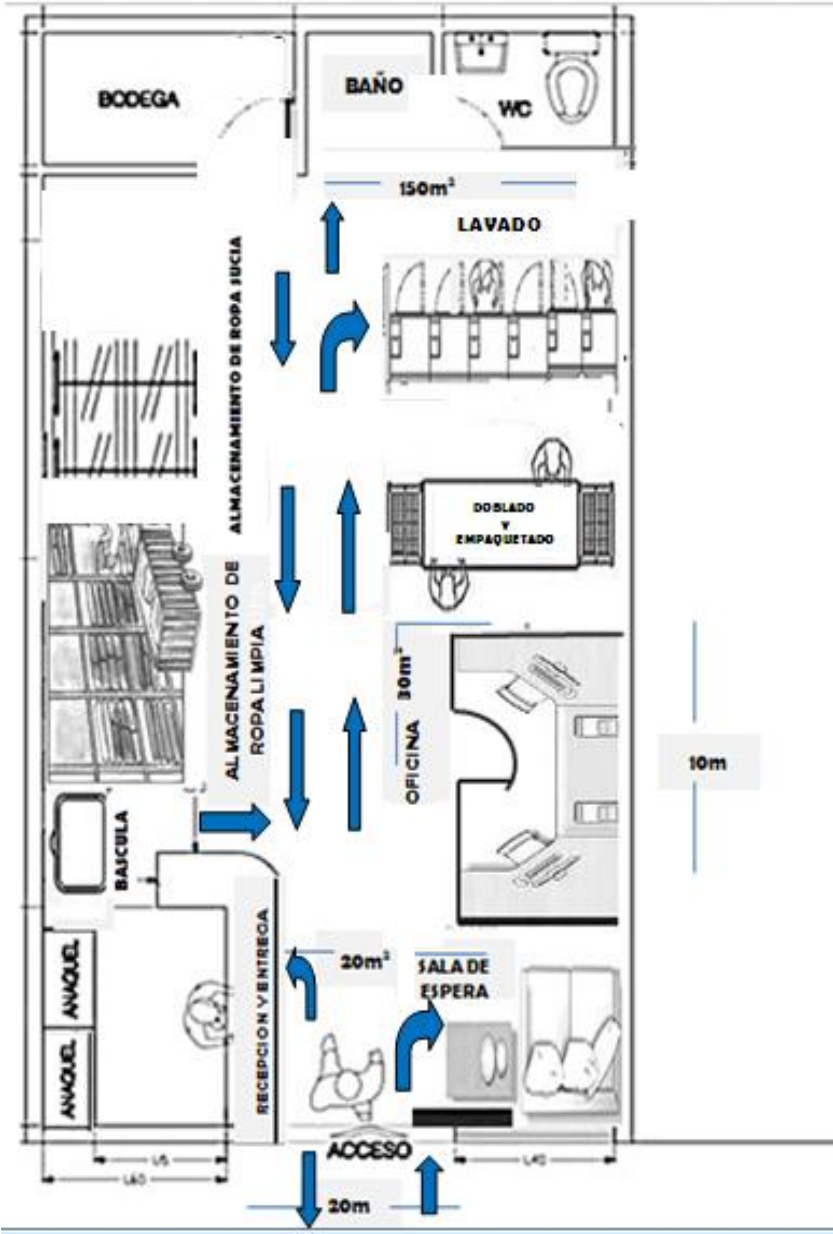 BODEGA
BAÑO
WC
150m²
LAVADO
ALMACENAMIENTO DE ROPA SUCIA
DOBLADO
Y
EMPAQUETADO
ALMACENAMIENTO DE
ROPA LIMPIA
30m²
OFICINA
10m
BASCULA
ANAQUEL
ANAQUEL
RECEPCION Y ENTREGA
20m²
SALA DE
ESPERA
ACCESO
20m